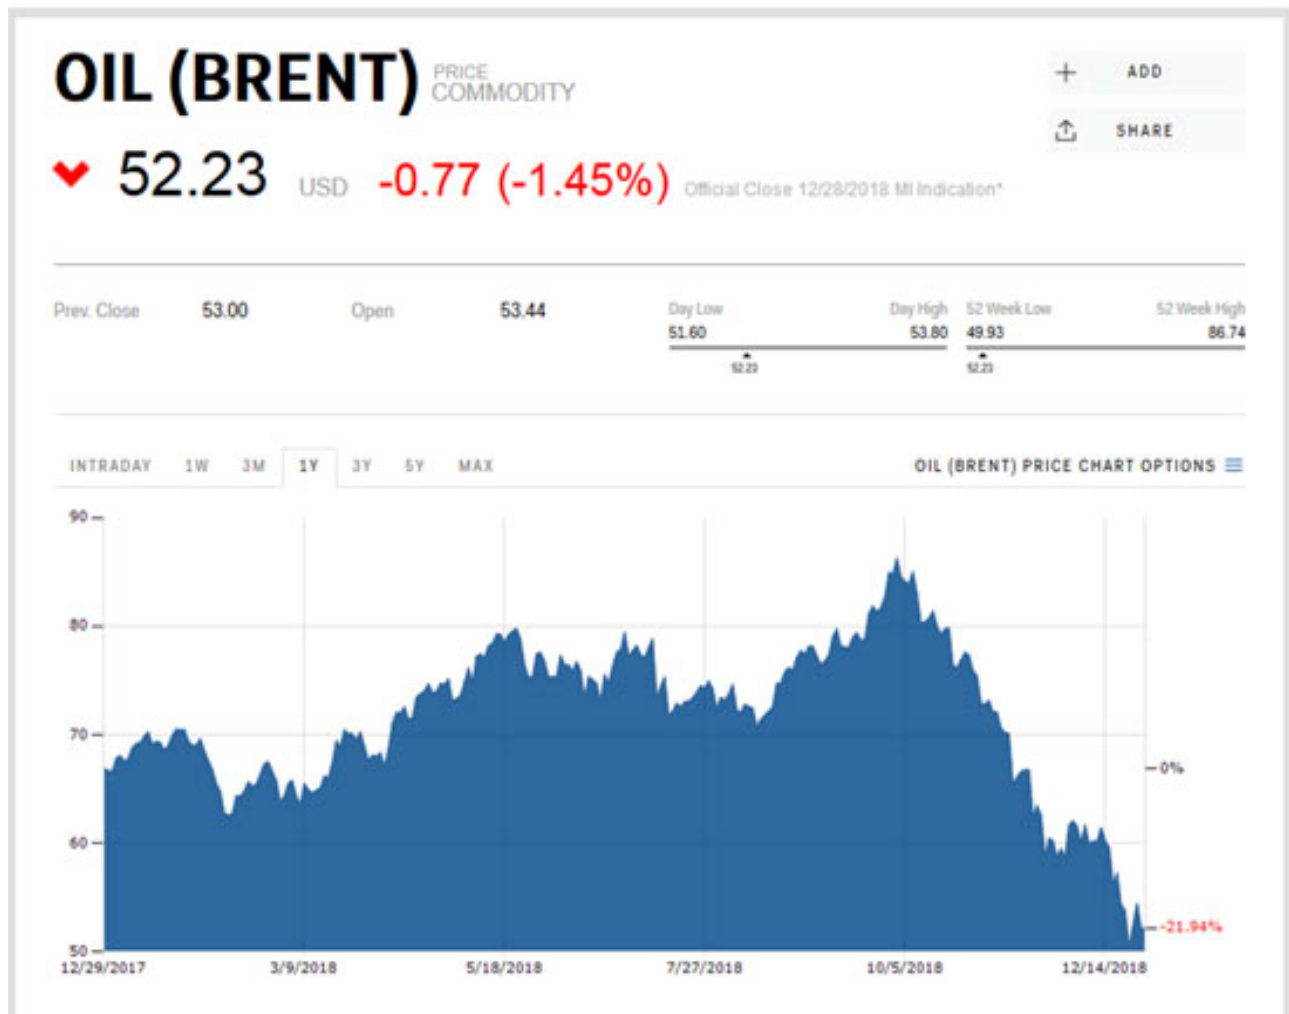 OIL (BRENT) PRICE COMMODITY
ADD
SHARE
52.23 USD -0.77 (-1.45%) Official Close 12/28/2018 MI Indication*
Prev. Close 53.00 Open 53.44
Day Low Day High 52 Week Low 52 Week High
51.60 53.80 49.93 86.74
52.23 52.23
INTRADAY 1W 3M 1Y 3Y 5Y MAX OIL (BRENT) PRICE CHART OPTIONS
90
80
70
0%
60
-21.94%
50
12/29/2017 3/9/2018 5/18/2018 7/27/2018 10/5/2018 12/14/2018